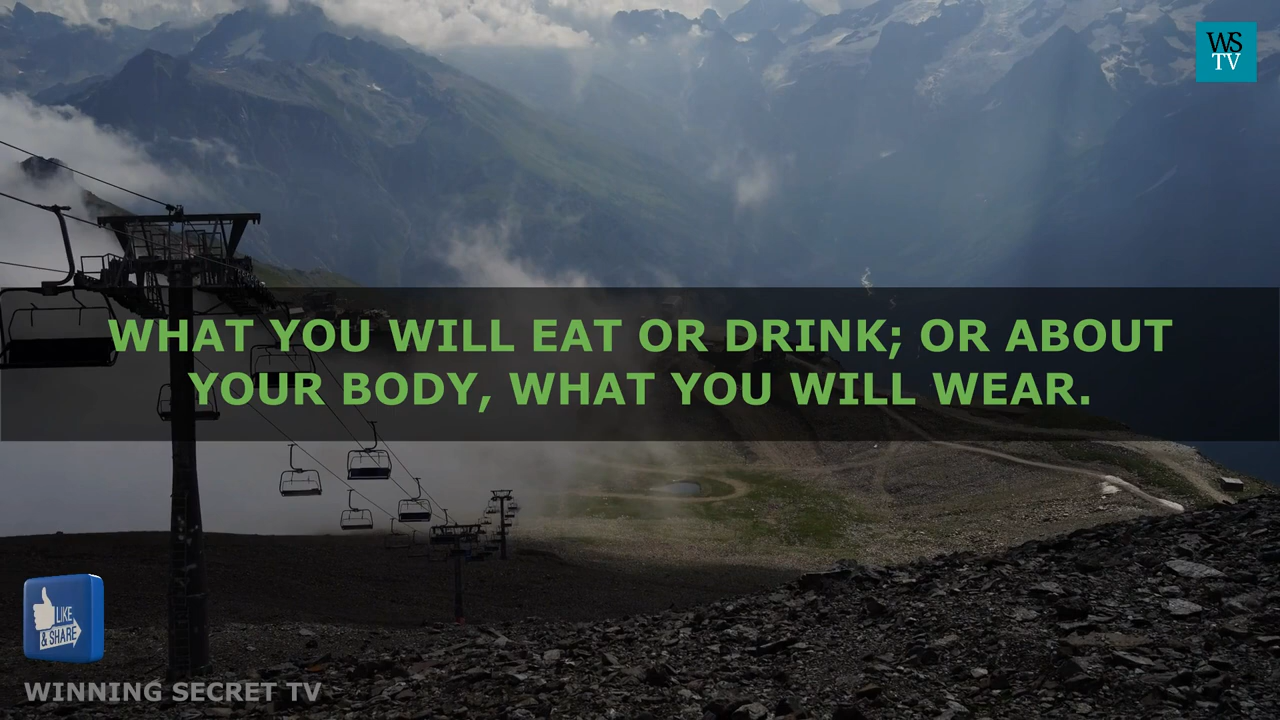 WS
TV
WHAT YOU WILL EAT OR DRINK; OR ABOUT
YOUR BODY, WHAT YOU WILL WEAR.
LIKE
& SHARE
WINNING SECRET TV